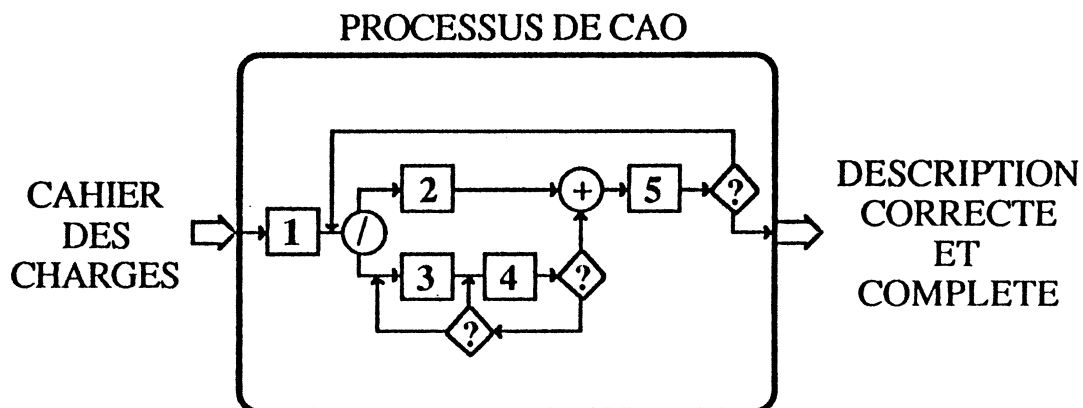 PROCESSUS DE CAO
CAHIER
DES
CHARGES
1
/
2
+
5
?
3
4
?
?
DESCRIPTION
CORRECTE
ET
COMPLETE